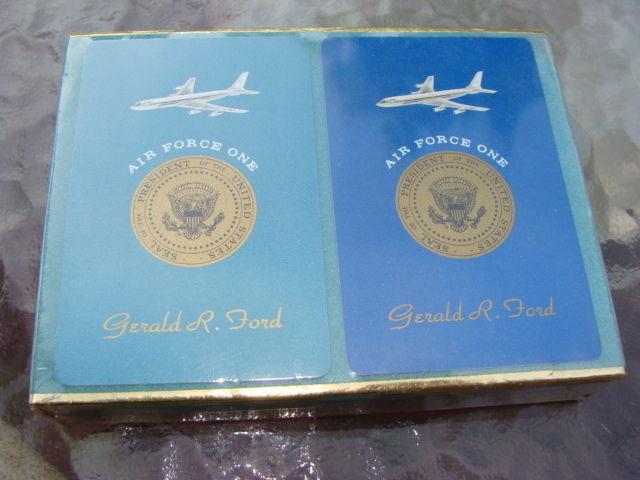 AIR FORCE ONE
SEAL OF THE PRESIDENT OF THE UNITED STATES
Gerald R. Ford
AIR FORCE ONE
SEAL OF THE PRESIDENT OF THE UNITED STATES
Gerald R. Ford